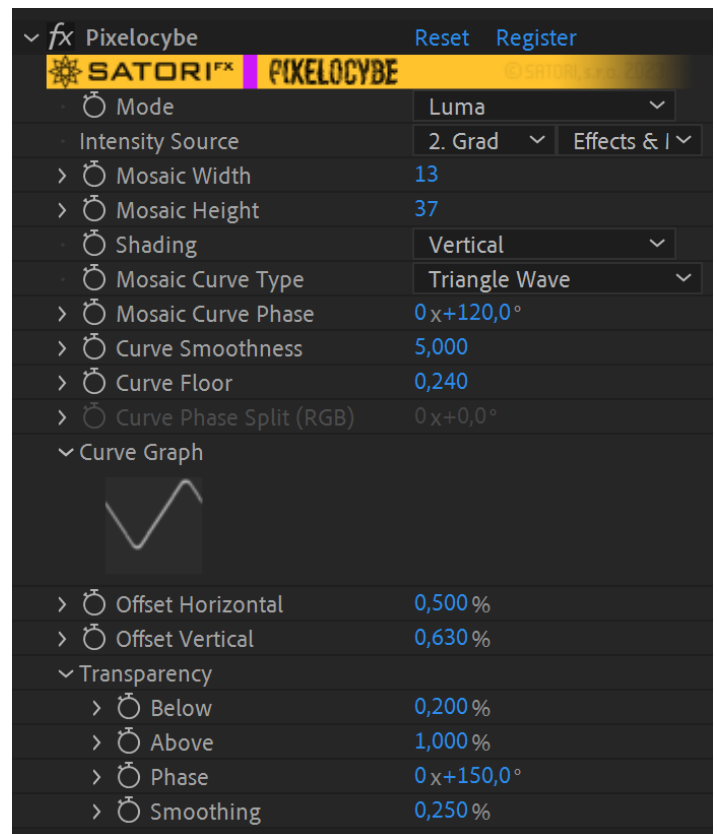 fx Pixelocybe Reset Register
SATORI FX PIXELOCYBE © SATORI, s.r.o. 2023
Mode Luma
Intensity Source 2. Grad Effects &
Mosaic Width 13
Mosaic Height 37
Shading Vertical
Mosaic Curve Type Triangle Wave
Mosaic Curve Phase 0x+120,0°
Curve Smoothness 5,000
Curve Floor 0,240
Curve Phase Split (RGB) 0x+0,0°
Curve Graph
Offset Horizontal 0,500%
Offset Vertical 0,630%
Transparency
Below 0,200%
Above 1,000%
Phase 0x+150,0°
Smoothing 0,250%